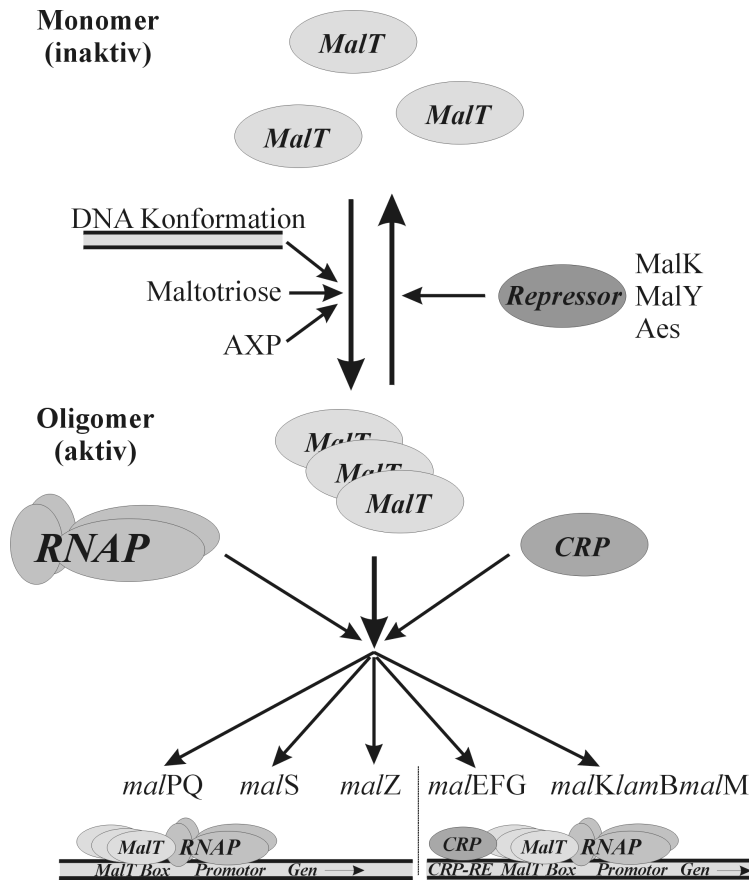 Monomer
(inaktiv)
MalT
MalT
MalT
DNA Konformation
Maltotriose
AXP
Repressor
MalK
MalY
Aes
Oligomer
(aktiv)
MalT
MalT
MalT
RNAP
CRP
malPQ malS malZ malEFG malKlamBmalM
MalT RNAP
MalT Box Promotor Gen
CRP MalT RNAP
CRP-RE MalT Box Promotor Gen